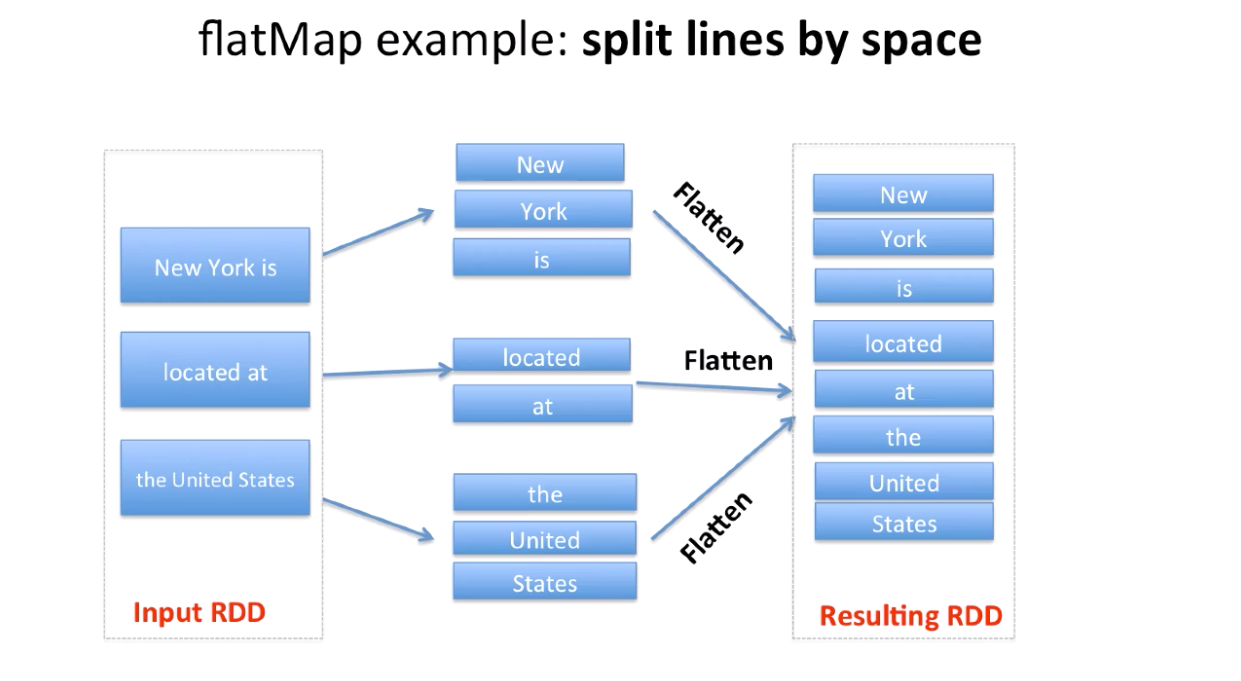 flatMap example: split lines by space
New York is
located at
the United States
Input RDD
New
York
is
located
at
the
United
States
Flatten
Flatten
Flatten
New
York
is
located
at
the
United
States
Resulting RDD